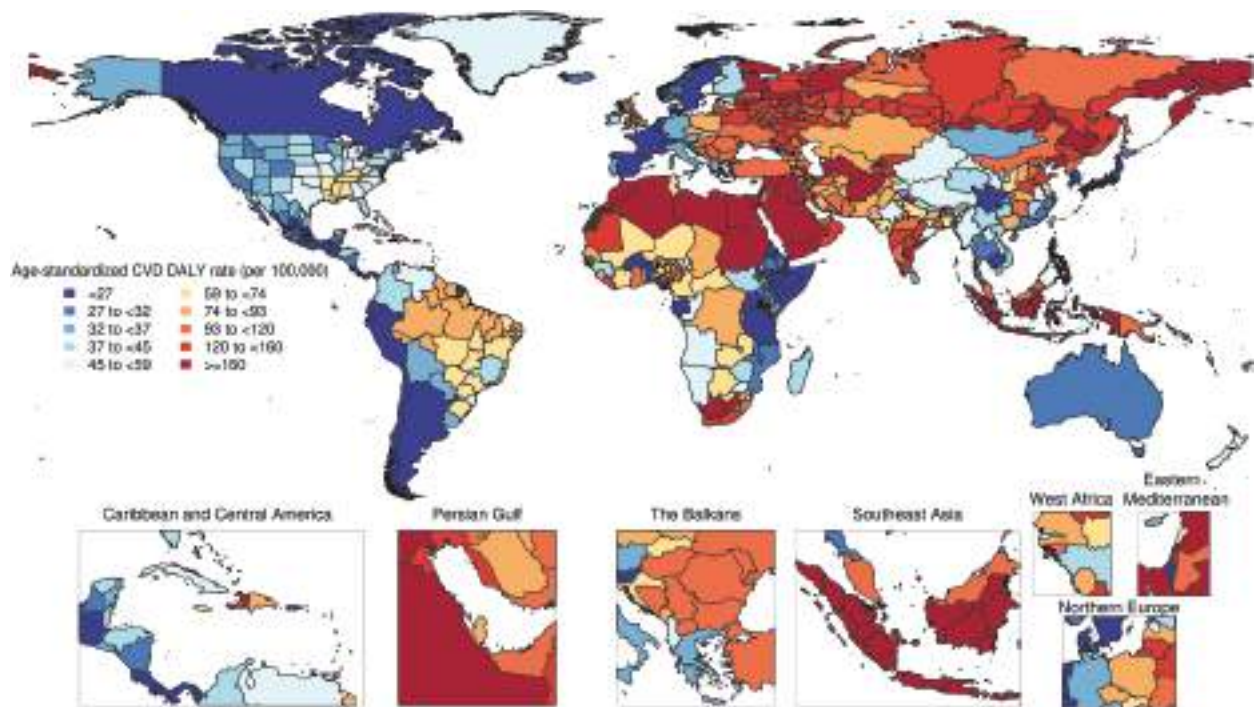 Age-standardized CVD DALY rate (per 100,000)
<27
27 to <32
32 to <37
37 to <45
45 to <59
59 to <74
74 to <93
93 to <120
120 to <160
>=160
Caribbean and Central America
Persian Gulf
The Balkans
Southeast Asia
West Africa
Eastern
Mediterranean
Northern Europe